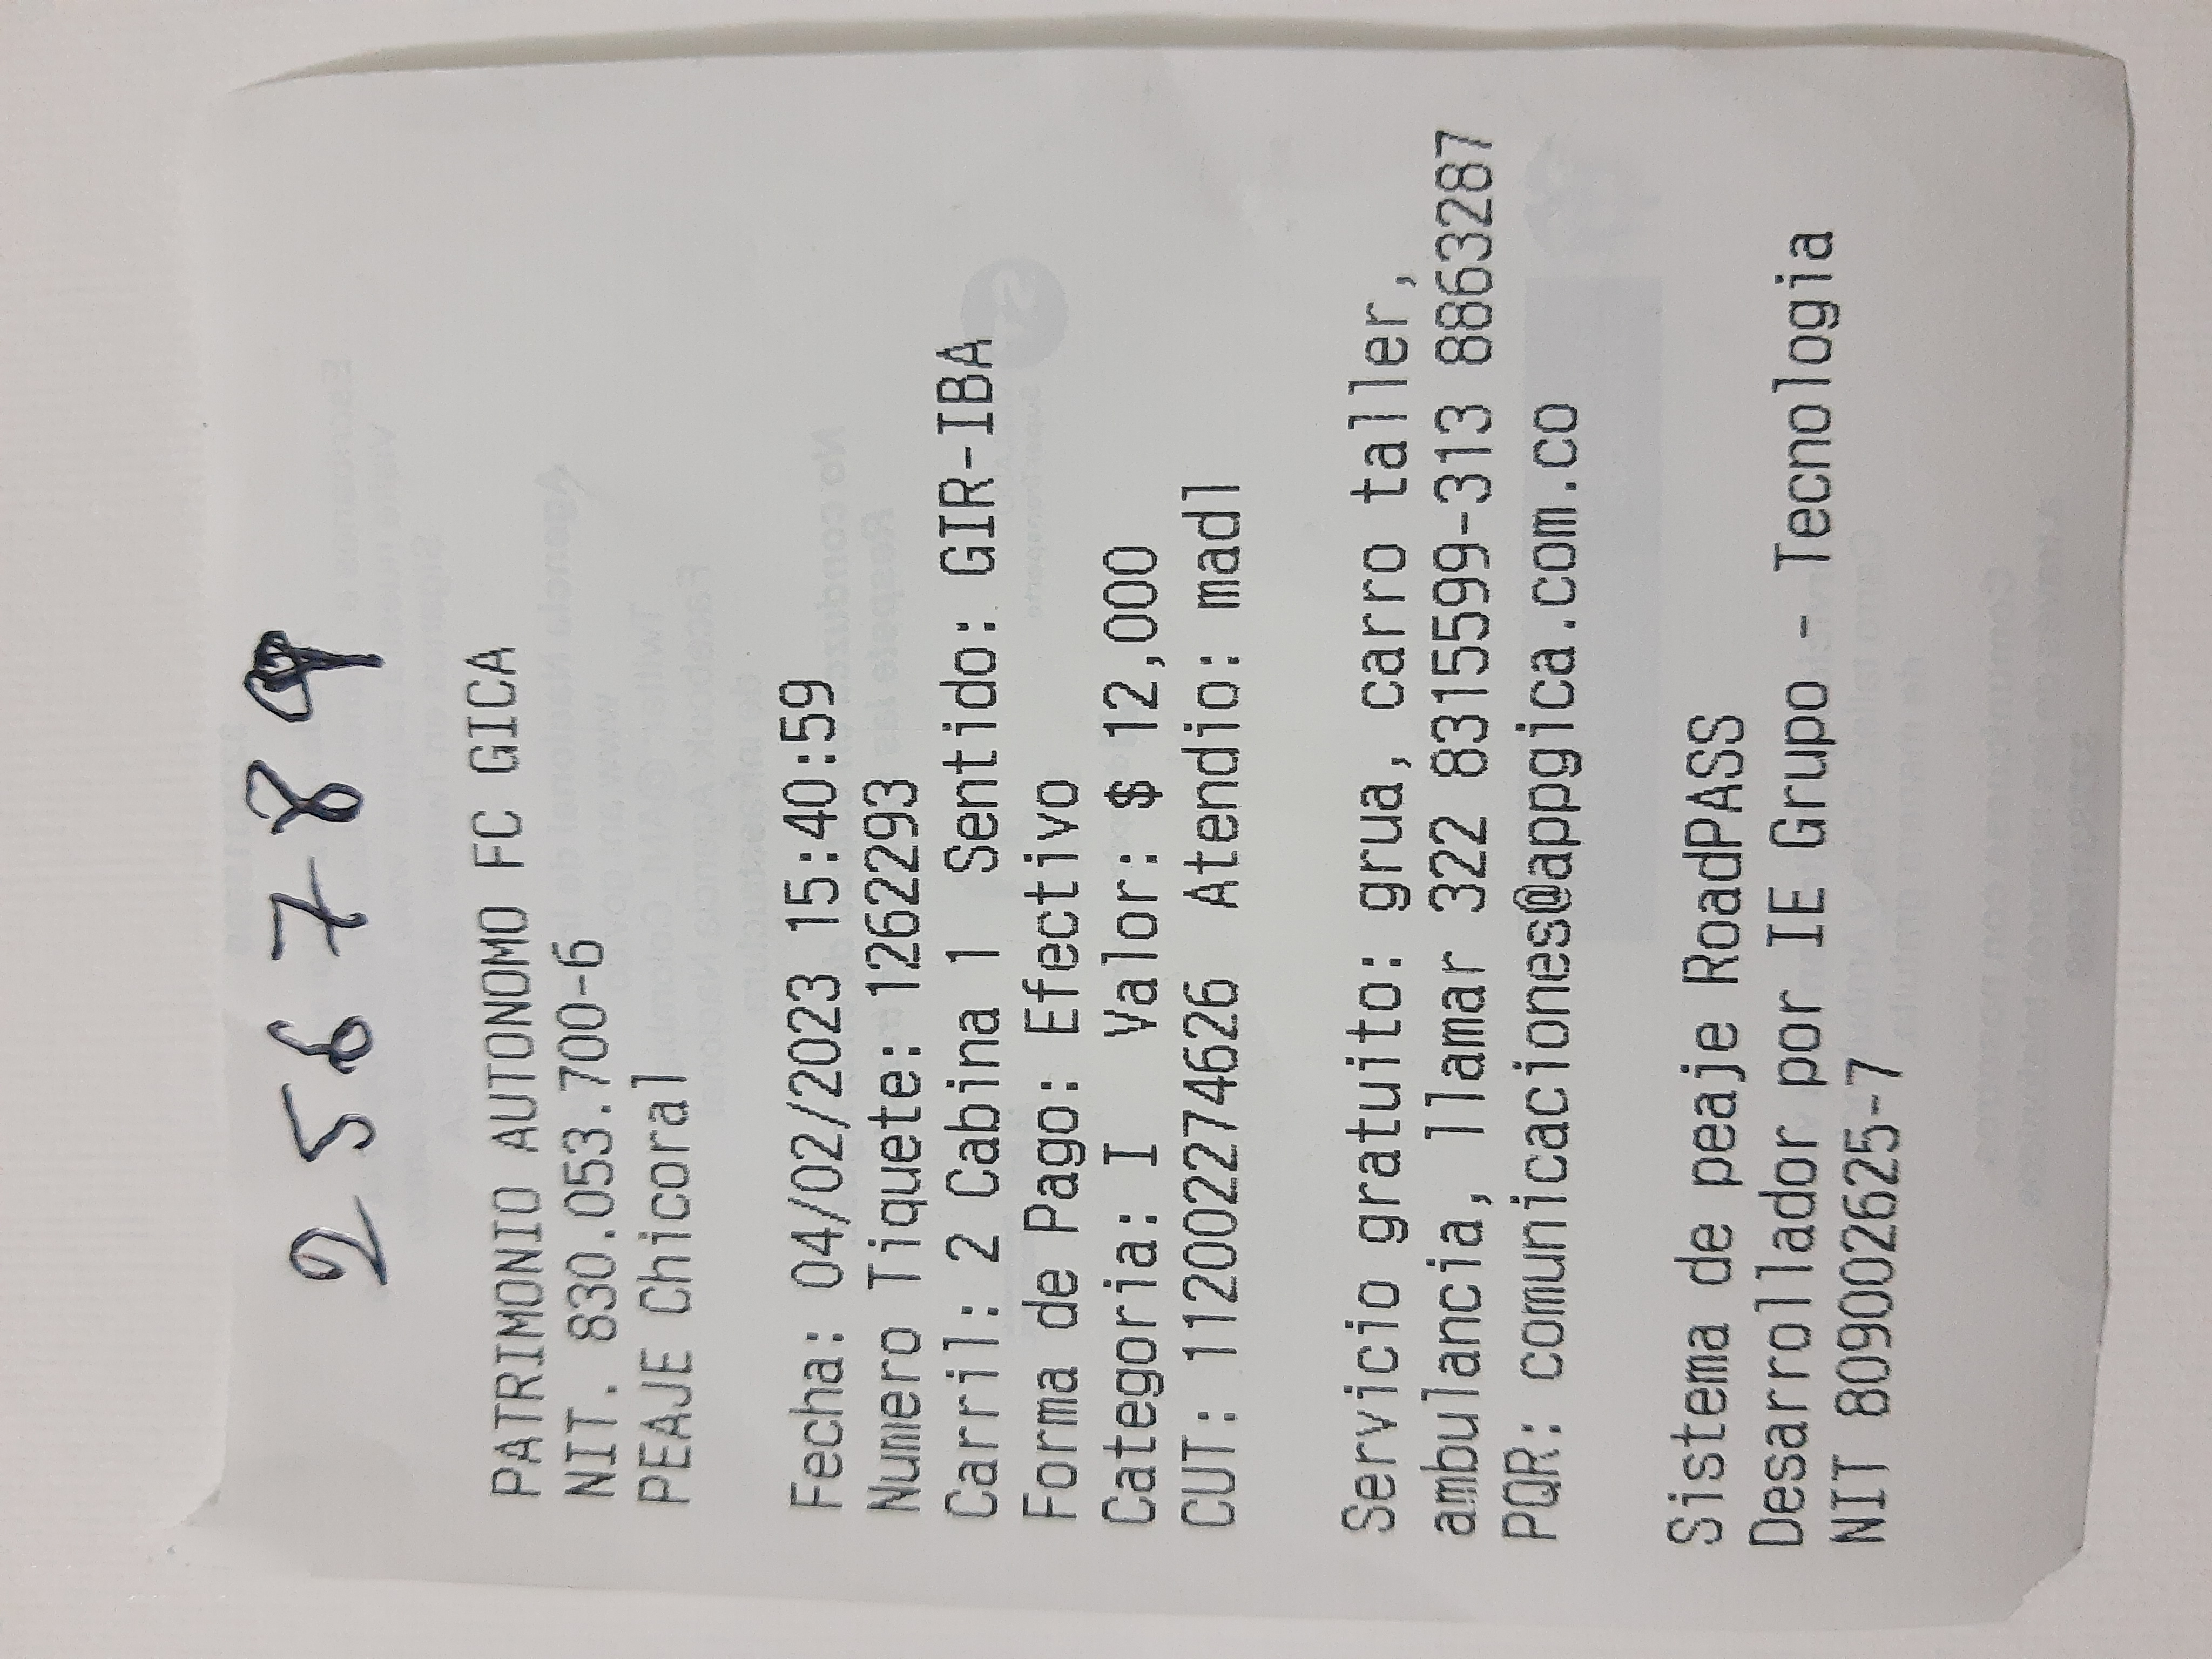 256789
PATRIMONIO AUTONOMO FC GICA
NIT. 830.053.700-6
PEAJE Chicoral
Fecha: 04/02/2023 15:40:59
Numero Tiquete: 1262293
Carril: 2 Cabina 1 Sentido: GIR-IBA
Forma de Pago: Efectivo
Categoria: I Valor: $ 12,000
CUT: 1120022274626 Atendio: madl
Servicio gratuito: grua, carro taller,
ambulancia, llamar 322 8315599-313 8863287
PQR: comunicaciones@appgica.com.co
Sistema de peaje RoadPASS
Desarrollador por IE Grupo - Tecnologia
NIT 809002625-7